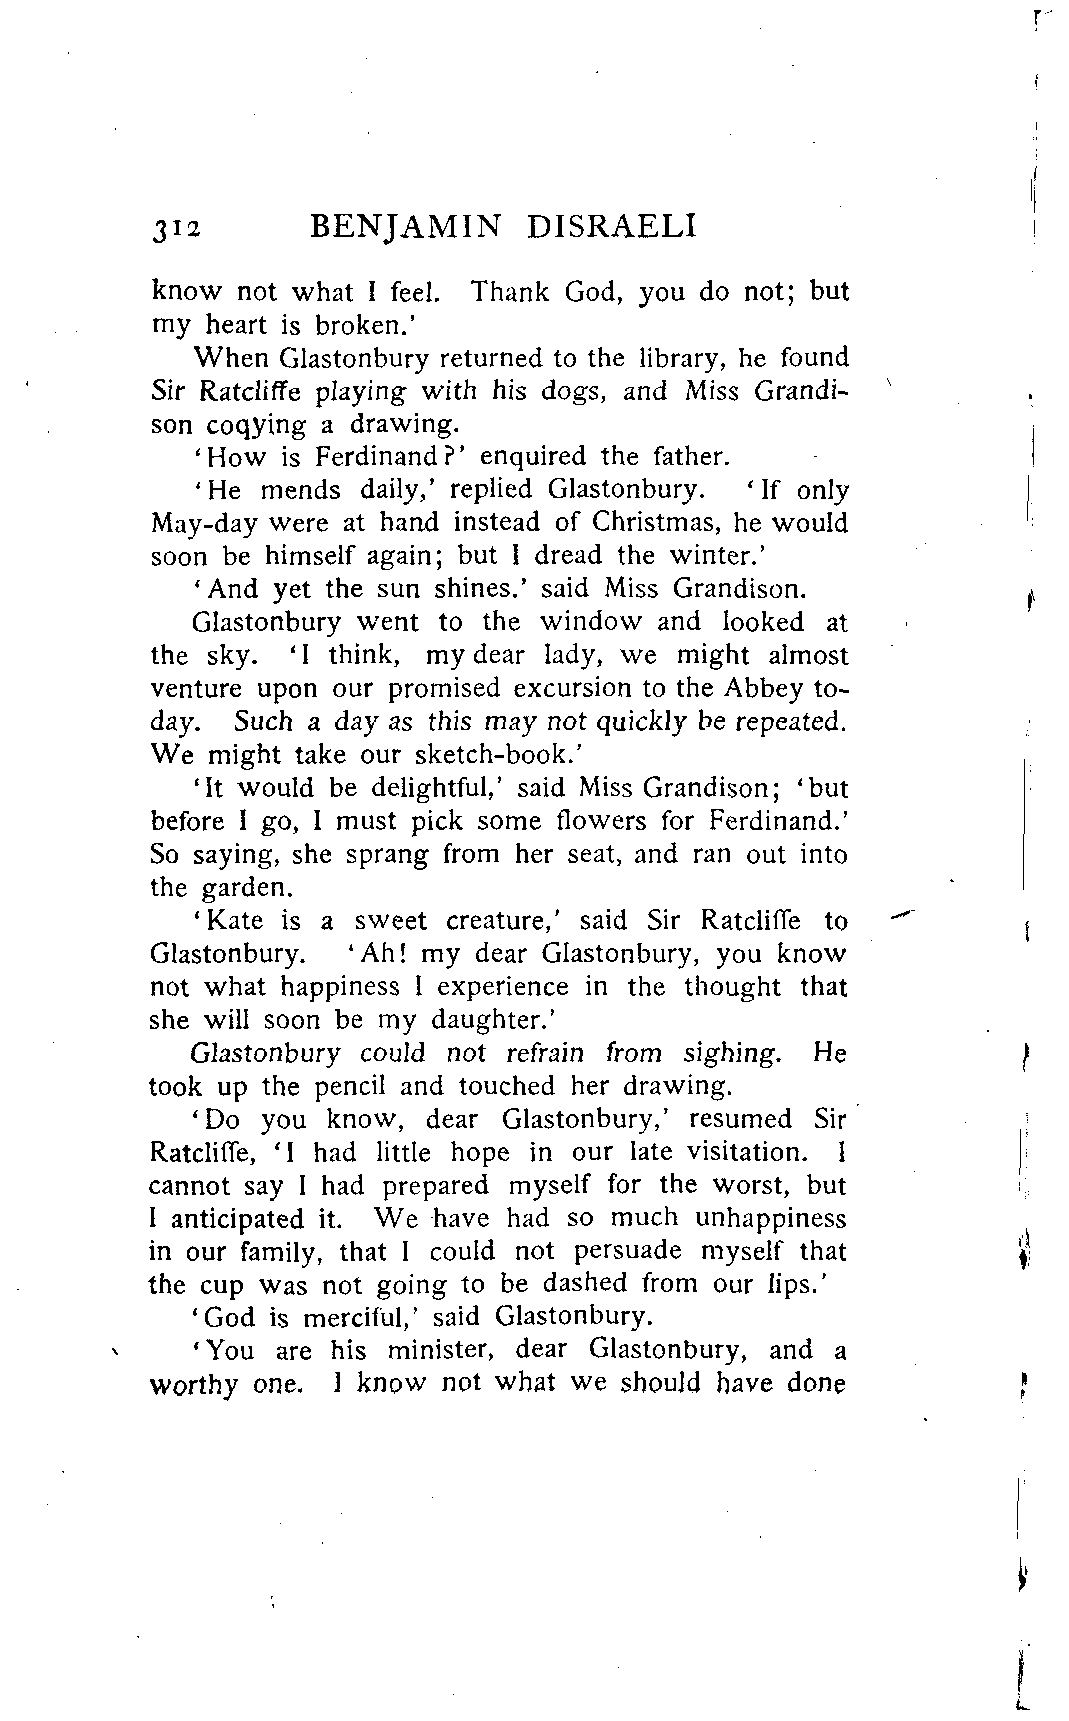 312 BENJAMIN DISRAELI
know not what I feel. Thank God, you do not; but
my heart is broken.'
When Glastonbury returned to the library, he found
Sir Ratcliffe playing with his dogs, and Miss Grandi-
son coqying a drawing.
'How is Ferdinand?' enquired the father.
'He mends daily,' replied Glastonbury. 'If only
May-day were at hand instead of Christmas, he would
soon be himself again; but I dread the winter.'
'And yet the sun shines.' said Miss Grandison.
Glastonbury went to the window and looked at
the sky. 'I think, my dear lady, we might almost
venture upon our promised excursion to the Abbey to-
day. Such a day as this may not quickly be repeated.
We might take our sketch-book.'
'It would be delightful,' said Miss Grandison; 'but
before I go, I must pick some flowers for Ferdinand.'
So saying, she sprang from her seat, and ran out into
the garden.
'Kate is a sweet creature,' said Sir Ratcliffe to
Glastonbury. 'Ah! my dear Glastonbury, you know
not what happiness I experience in the thought that
she will soon be my daughter.'
Glastonbury could not refrain from sighing. He
took up the pencil and touched her drawing.
'Do you know, dear Glastonbury,' resumed Sir
Ratcliffe, 'I had little hope in our late visitation. I
cannot say I had prepared myself for the worst, but
I anticipated it. We have had so much unhappiness
in our family, that I could not persuade myself that
the cup was not going to be dashed from our lips.'
'God is merciful,' said Glastonbury.
'You are his minister, dear Glastonbury, and a
worthy one. I know not what we should have done